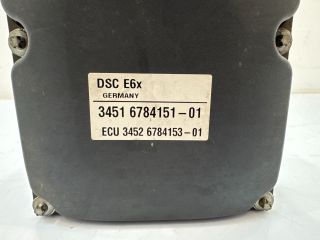 DSC E6x
GERMANY
3451 6784151-01
ECU 3452 6784153-01